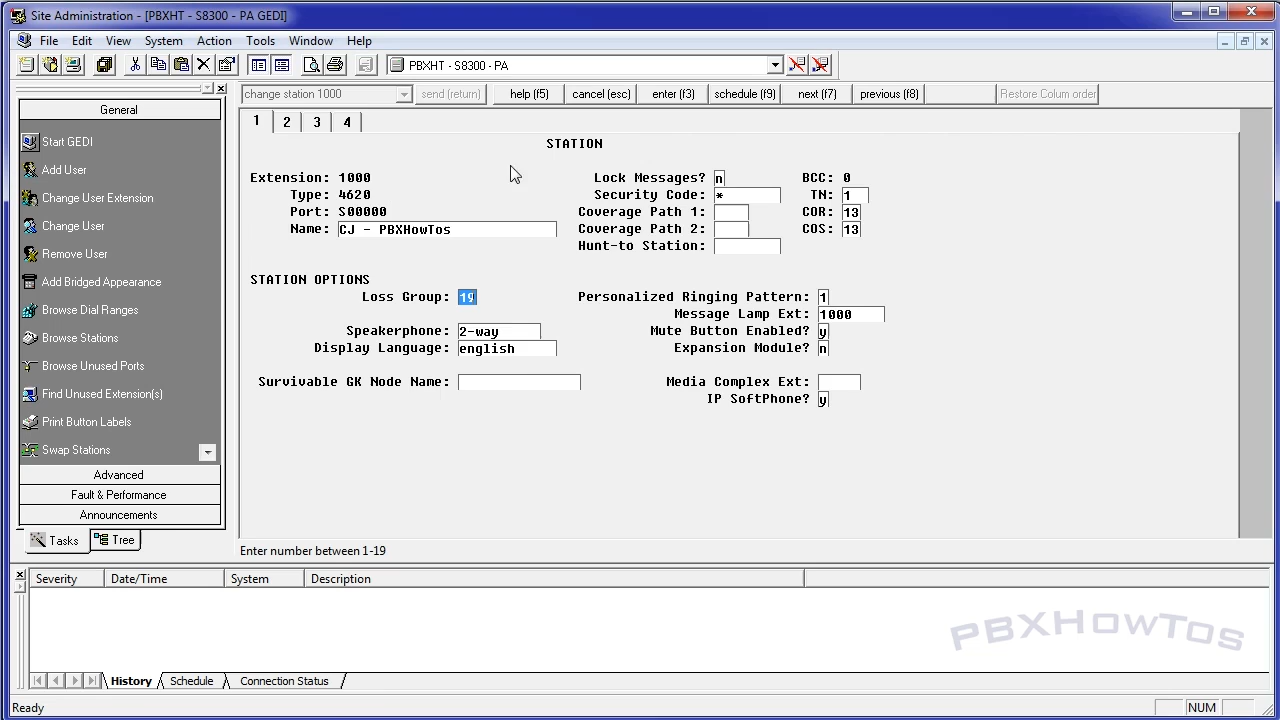 Site Administration - [PBXHT - S8300 - PA GEDI]
File Edit View System Action Tools Window Help
PBXHT - S8300 - PA
General
Start GEDI
Add User
Change User Extension
Change User
Remove User
Add Bridged Appearance
Browse Dial Ranges
Browse Stations
Browse Unused Ports
Find Unused Extension(s)
Print Button Labels
Swap Stations
Advanced
Fault & Performance
Announcements
Tasks Tree
change station 1000 send (return) help (f5) cancel (esc) enter (f3) schedule (f9) next (f7) previous (f8) Restore Colum order
1 2 3 4
STATION
Extension: 1000 Lock Messages? n BCC: 0
Type: 4620 Security Code: * TN: 1
Port: S00000 Coverage Path 1: COR: 13
Name: CJ - PBXHowTos Coverage Path 2: COS: 13
Hunt-to Station:
STATION OPTIONS
Loss Group: 19 Personalized Ringing Pattern: 1
Message Lamp Ext: 1000
Speakerphone: 2-way Mute Button Enabled? y
Display Language: english Expansion Module? n
Survivable GK Node Name: Media Complex Ext:
IP SoftPhone? y
Enter number between 1-19
Severity Date/Time System Description
PBXHowTos
History Schedule Connection Status
Ready NUM